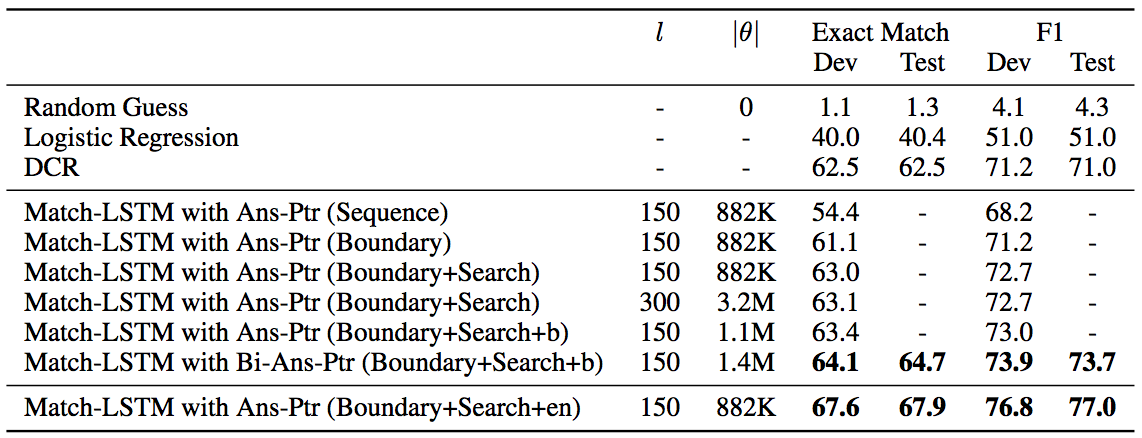 l |θ| Exact Match F1
Dev Test Dev Test
Random Guess - 0 1.1 1.3 4.1 4.3
Logistic Regression - - 40.0 40.4 51.0 51.0
DCR - - 62.5 62.5 71.2 71.0
Match-LSTM with Ans-Ptr (Sequence) 150 882K 54.4 - 68.2 -
Match-LSTM with Ans-Ptr (Boundary) 150 882K 61.1 - 71.2 -
Match-LSTM with Ans-Ptr (Boundary+Search) 150 882K 63.0 - 72.7 -
Match-LSTM with Ans-Ptr (Boundary+Search) 300 3.2M 63.1 - 72.7 -
Match-LSTM with Ans-Ptr (Boundary+Search+b) 150 1.1M 63.4 - 73.0 -
Match-LSTM with Bi-Ans-Ptr (Boundary+Search+b) 150 1.4M 64.1 64.7 73.9 73.7
Match-LSTM with Ans-Ptr (Boundary+Search+en) 150 882K 67.6 67.9 76.8 77.0